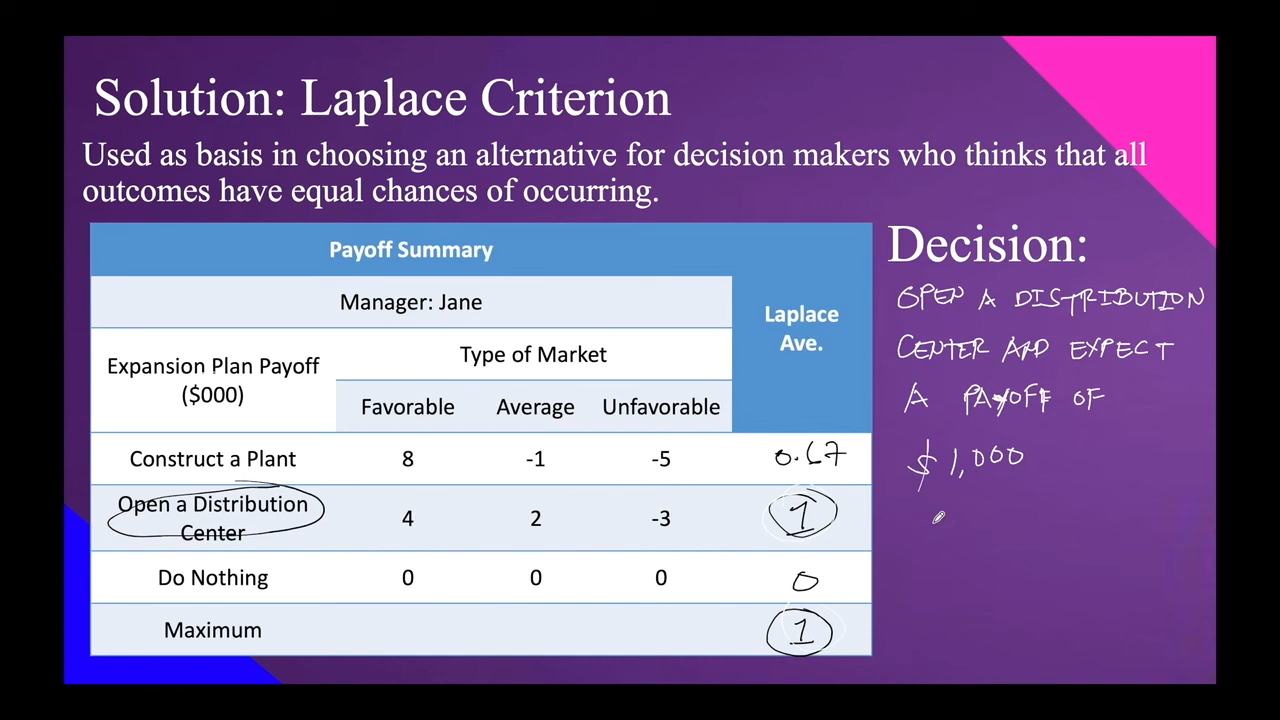 Solution: Laplace Criterion
Used as basis in choosing an alternative for decision makers who thinks that all
outcomes have equal chances of occurring.
Payoff Summary
Laplace
Ave.
Manager: Jane
Expansion Plan Payoff
($000)
Type of Market
Favorable Average Unfavorable
Construct a Plant 8 -1 -5 0.67
Open a Distribution
Center 4 2 -3 1
Do Nothing 0 0 0 0
Maximum 1
Decision:
OPEN A DISTRIBUTION
CENTER AND EXPECT
A PAYOFF OF
$1,000